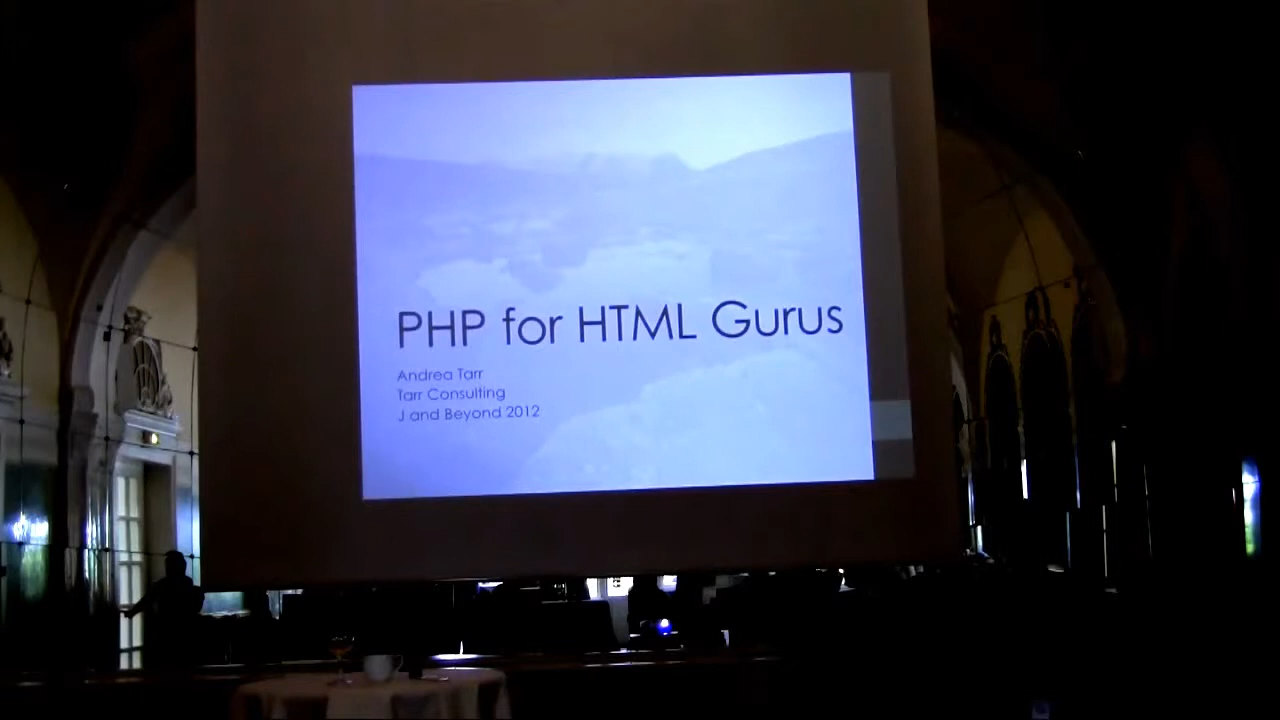 PHP for HTML Gurus
Andrea Tarr
Tarr Consulting
J and Beyond 2012